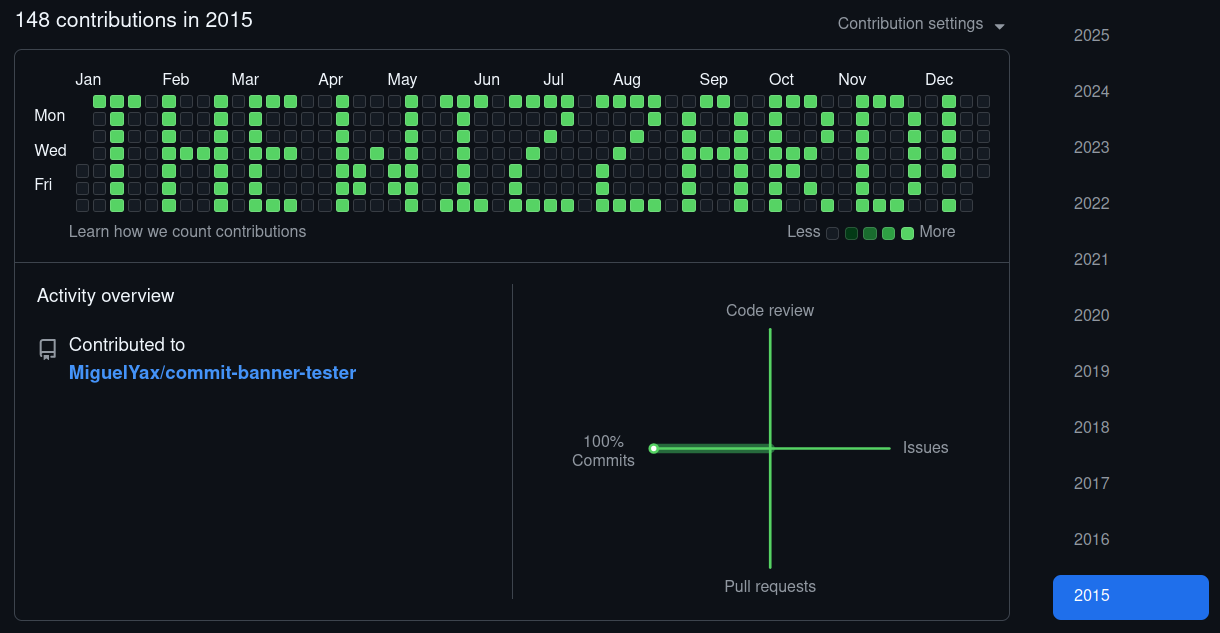 148 contributions in 2015
Contribution settings
Jan Feb Mar Apr May Jun Jul Aug Sep Oct Nov Dec
Mon
Wed
Fri
THE WIZZARD!
Learn how we count contributions
Less More
Activity overview
Contributed to
MiguelYax/commit-banner-tester
Code review
100%
Commits
Issues
Pull requests
2025
2024
2023
2022
2021
2020
2019
2018
2017
2016
2015